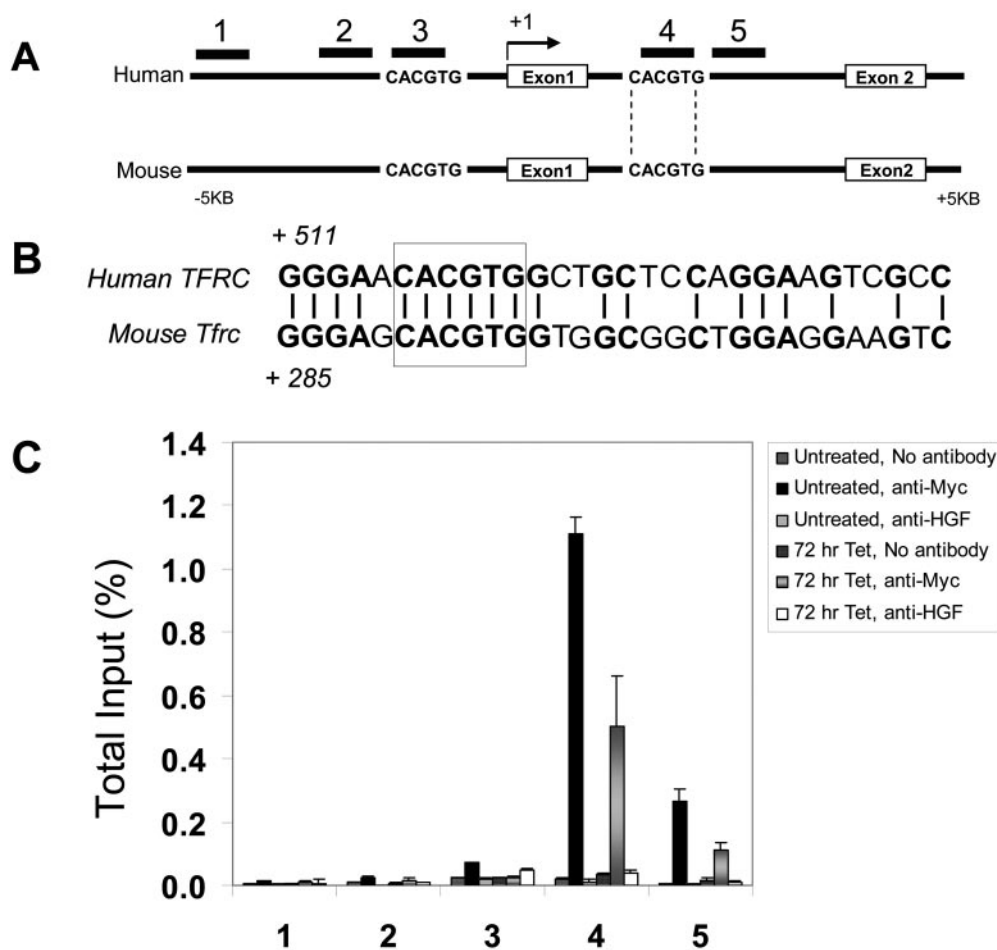 A
1 2 3 +1 4 5
Human CACGTG Exon1 CACGTG Exon 2
Mouse CACGTG Exon1 CACGTG Exon2
-5KB +5KB
B
+ 511
Human TFRC GGGAACACGTGGCTGCTCCAGGAAGTCGCC
Mouse Tfrc GGGAGCACGTGGTGGCGGCTGGAGGAAGTC
+ 285
C
Total Input (%)
1.4
1.2
1.0
0.8
0.6
0.4
0.2
0.0
1 2 3 4 5
Untreated, No antibody
Untreated, anti-Myc
Untreated, anti-HGF
72 hr Tet, No antibody
72 hr Tet, anti-Myc
72 hr Tet, anti-HGF